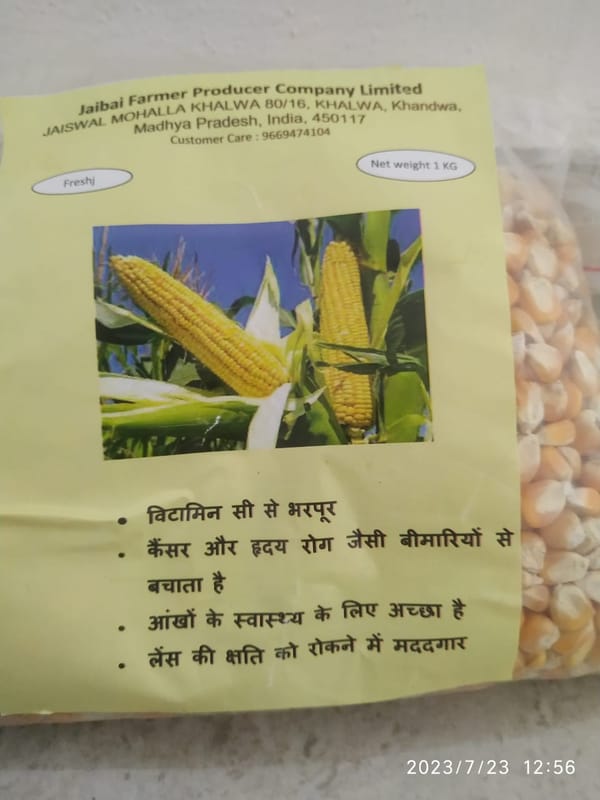 Jaibai Farmer Producer Company Limited
JAISWAL MOHALLA KHALWA 80/16, KHALWA, Khandwa,
Madhya Pradesh, India, 450117
Customer Care : 9669474104
Freshj
Net weight 1 KG
• विटामिन सी से भरपूर
• कैंसर और हृदय रोग जैसी बीमारियों से
बचाता है
• आंखों के स्वास्थ्य के लिए अच्छा है
• लेंस की क्षति को रोकने में मददगार
2023/7/23 12:56